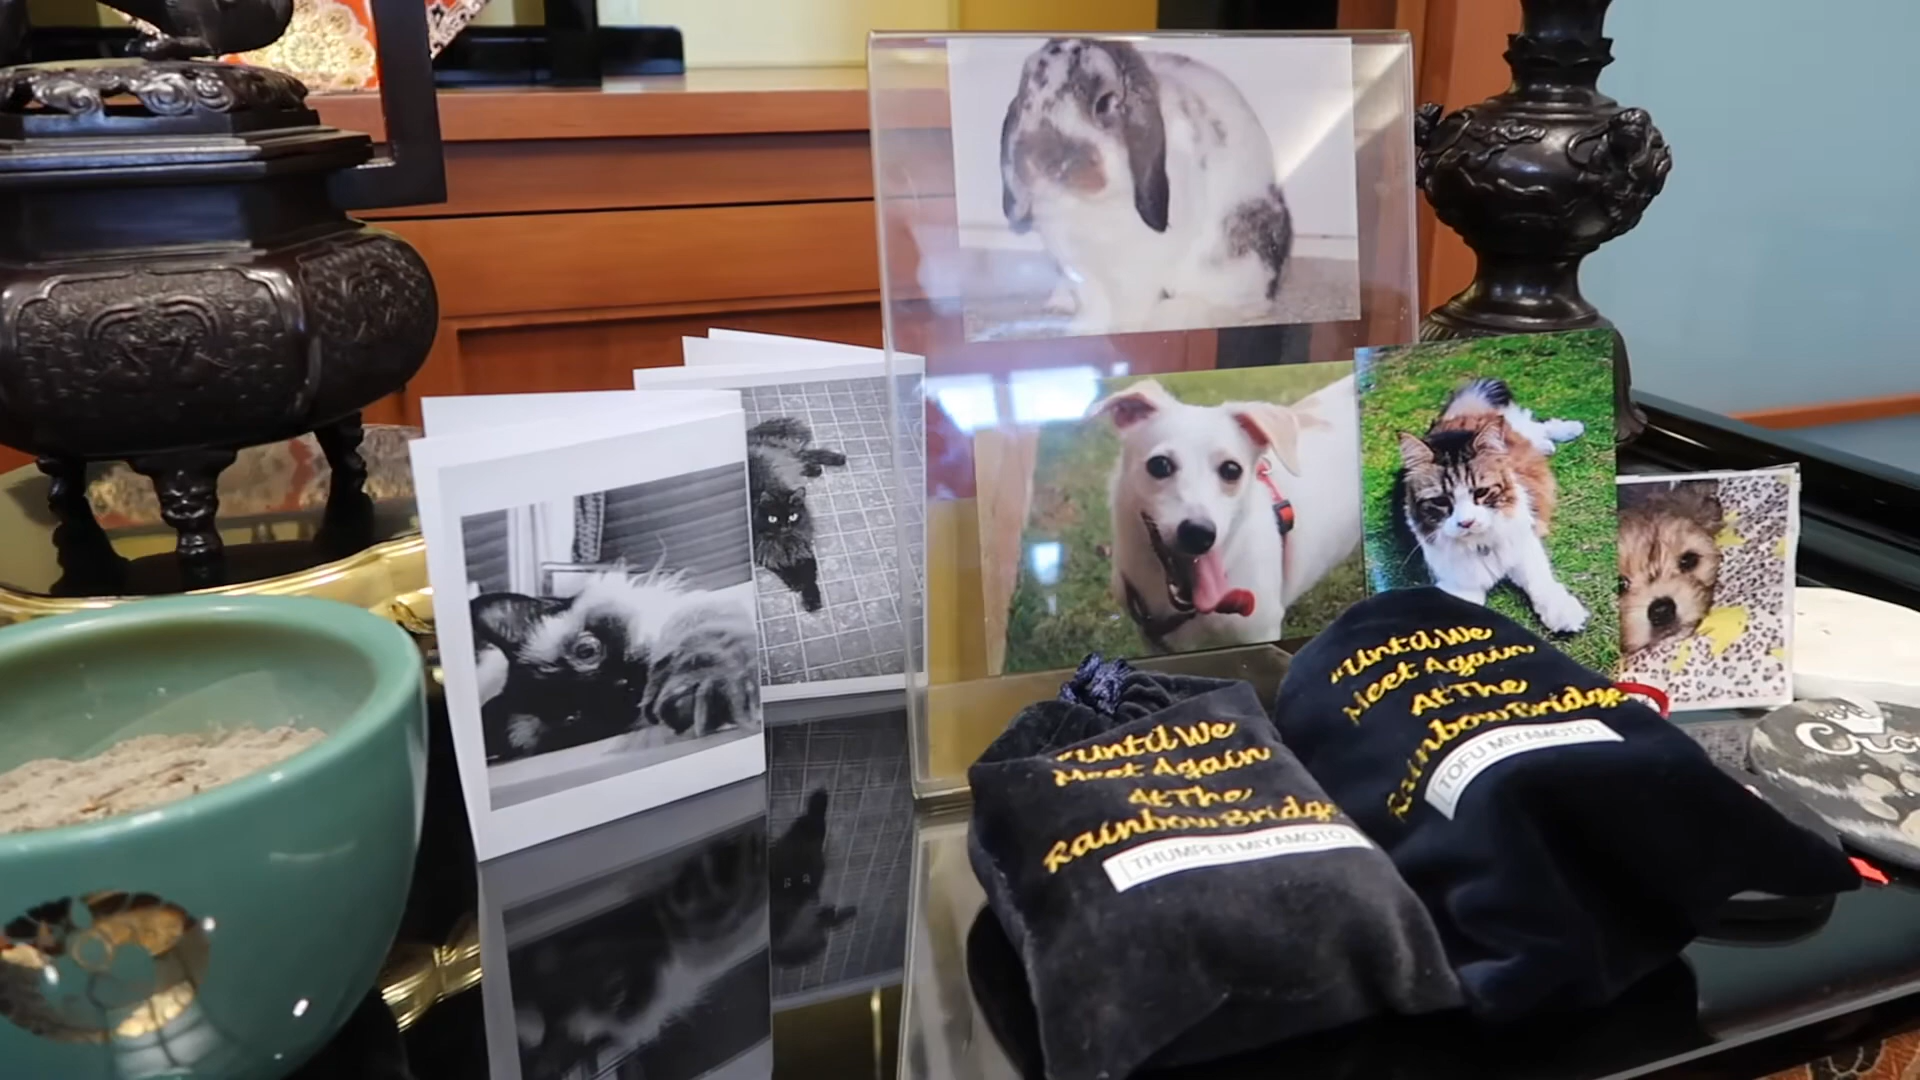 "Until We
Meet Again
At The
Rainbow Bridge
THUMPER MIYAMOTO
"Until We
Meet Again
At The
Rainbow Bridge
TOFU MIYAMOTO